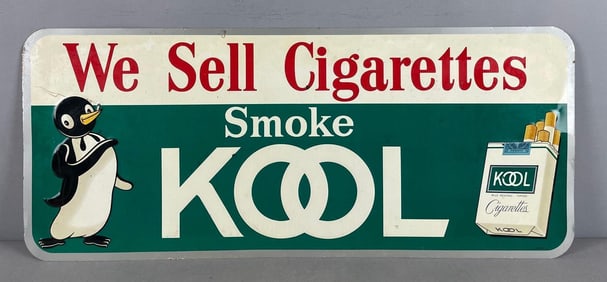 We Sell Cigarettes
Smoke
KOOL
KOOL
Cigarettes
KOOL